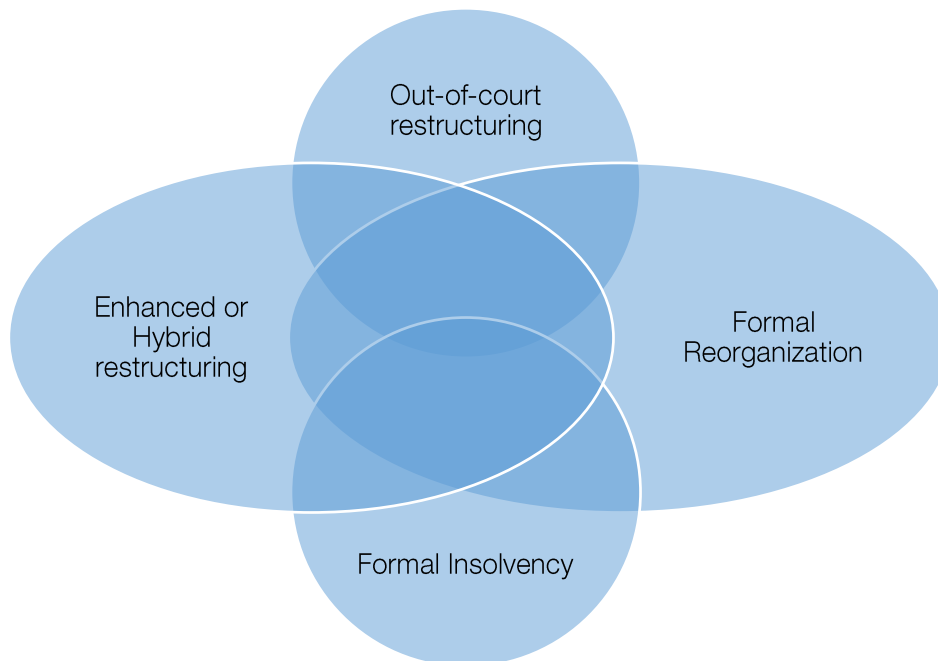 Out-of-court
restructuring
Enhanced or
Hybrid
restructuring
Formal
Reorganization
Formal Insolvency